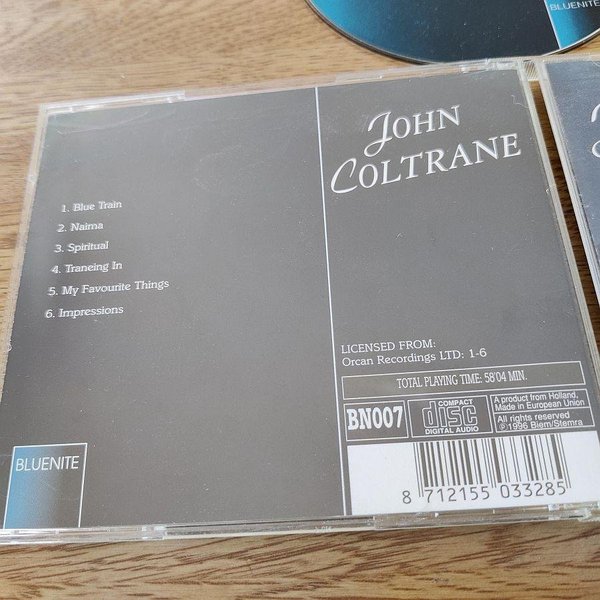 BLUENITE
JOHN
COLTRANE
1. Blue Train
2. Naima
3. Spiritual
4. Traneing In
5. My Favourite Things
6. Impressions
LICENSED FROM:
Orcan Recordings LTD: 1-6
TOTAL PLAYING TIME: 58'04 MIN.
BN007
COMPACT
disc
DIGITAL AUDIO
A product from Holland,
Made in European Union
All rights reserved
℗ 1996 Biem/Stemra
BLUENITE
8 712155 033285